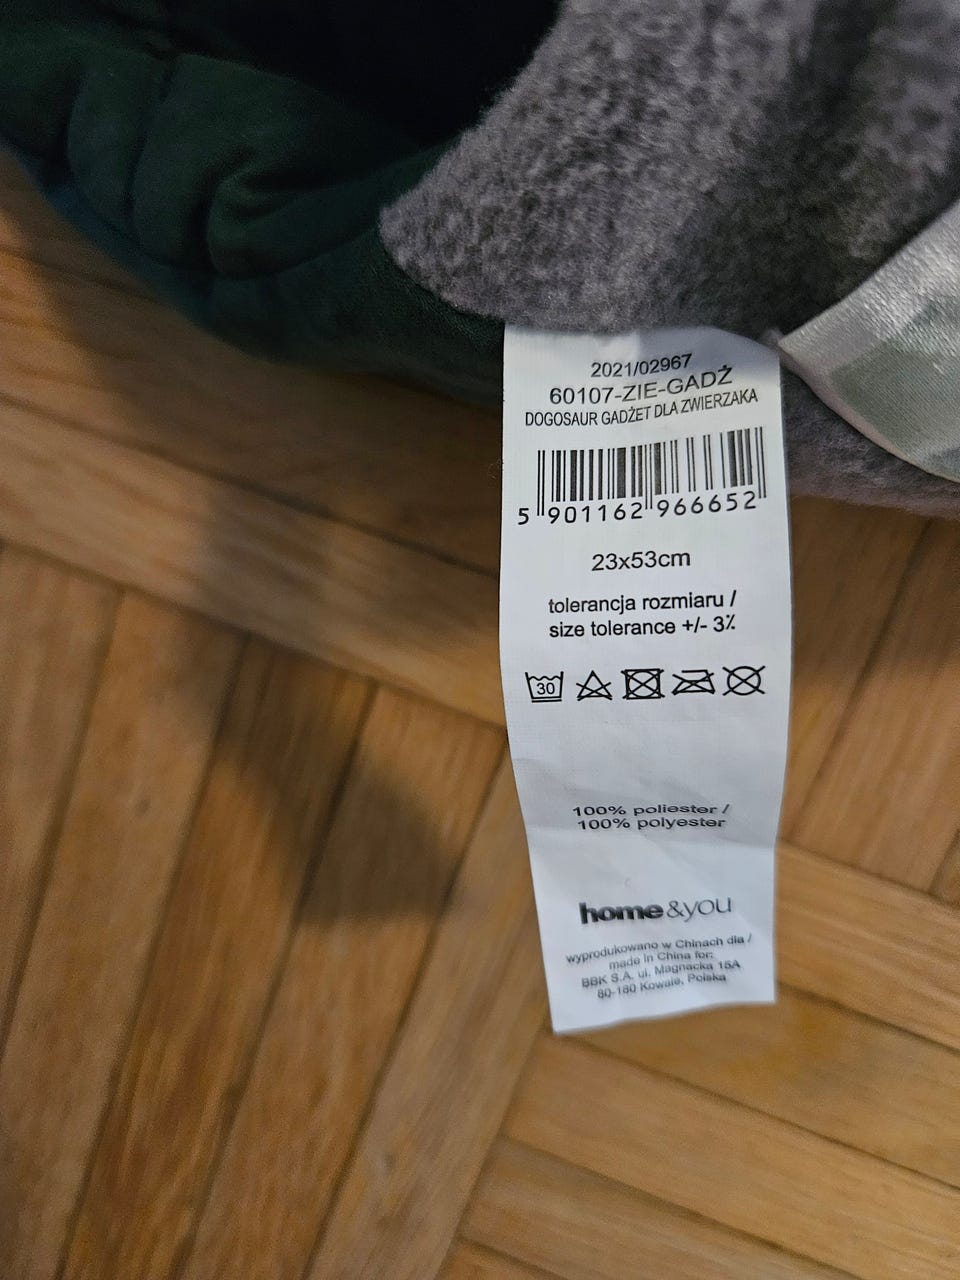 2021/02967
60107-ZIE-GADŻ
DOGOSAUR GADŻET DLA ZWIERZAKA
5 901162 966652
23x53cm
tolerancja rozmiaru /
size tolerance +/- 3%
30
100% poliester /
100% polyester
home&you
wyprodukowano w Chinach dla /
made in China for:
BBK S.A. ul. Magnacka 15A
80-180 Kowale, Polska